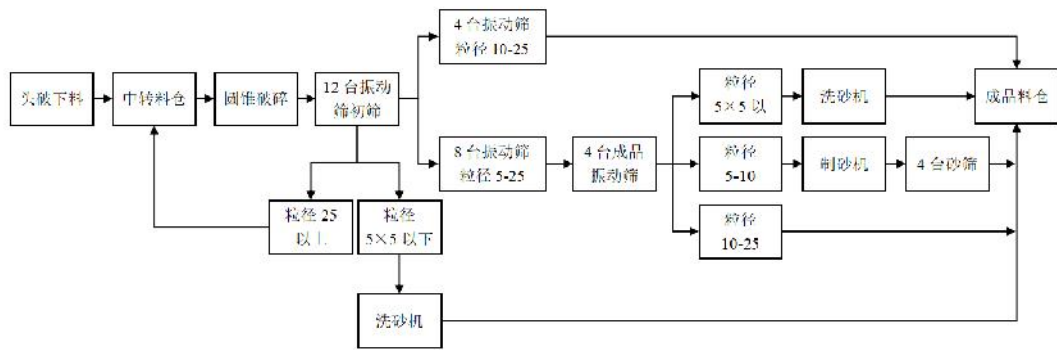 4 台振动筛
粒径 10-25
头破下料
中转料仓
圆锥破碎
12 台振动
筛初筛
粒径
5×5 以
洗砂机
成品料仓
8 台振动筛
粒径 5-25
4 台成品
振动筛
粒径
5-10
制砂机
4 台砂筛
粒径 25
以上
粒径
5×5 以下
粒径
10-25
洗砂机